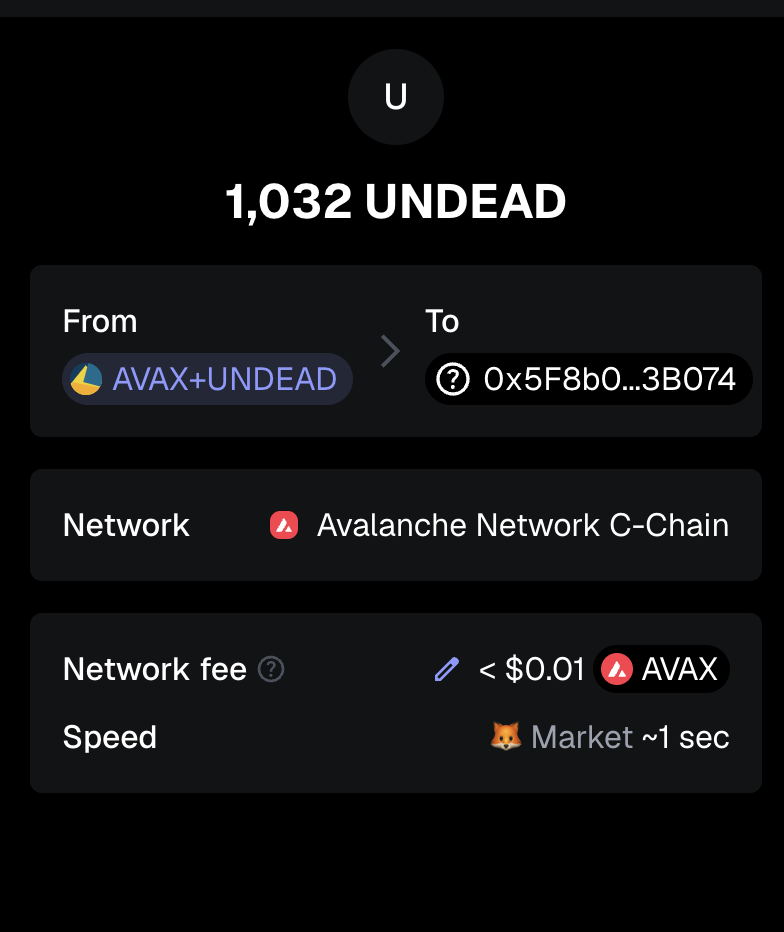 U
1,032 UNDEAD
From
To
AVAX+UNDEAD
0x5F8b0...3B074
Network
Avalanche Network C-Chain
Network fee ?
< $0.01 AVAX
Speed
Market ~1 sec